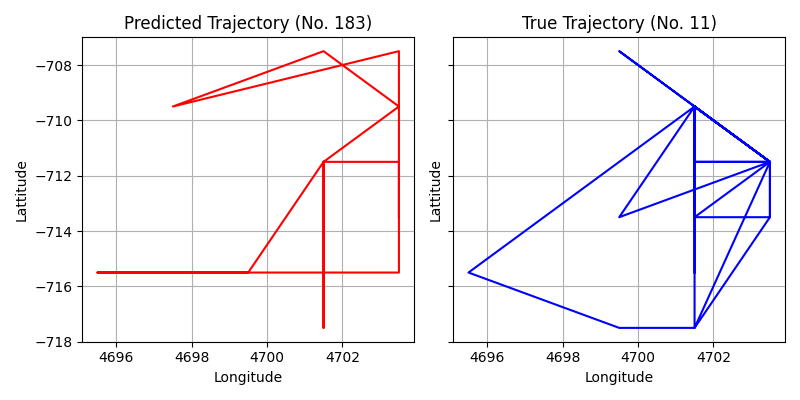 Predicted Trajectory (No. 183)
True Trajectory (No. 11)
Lattitude
−708
−710
−712
−714
−716
−718
4696
4698
4700
4702
Longitude
Lattitude
4696
4698
4700
4702
Longitude